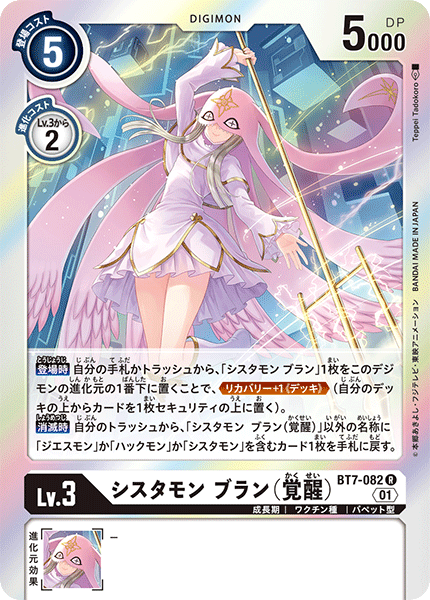 登場コスト
5
DIGIMON
DP
5000
進化コスト
Lv.3から
2
Teppei Tadokoro
BANDAI MADE IN JAPAN
©本郷あきよし・フジテレビ・東映アニメーション
登場時 自分の手札かトラッシュから、「シスタモン ブラン」1枚をこのデジ
モンの進化元の1番下に置くことで、リカバリー+1《デッキ》（自分のデ
ッキの上からカードを1枚セキュリティの上に置く）。
消滅時 自分のトラッシュから、「シスタモン ブラン（覚醒）」以外の名称に
「ジエスモン」か「ハックモン」か「シスタモン」を含むカード1枚を手札に戻す。
かくせい
Lv.3 シスタモン ブラン（覚醒） BT7-082 R
01
成長期 | ワクチン種 | パペット型
進化元効果
－